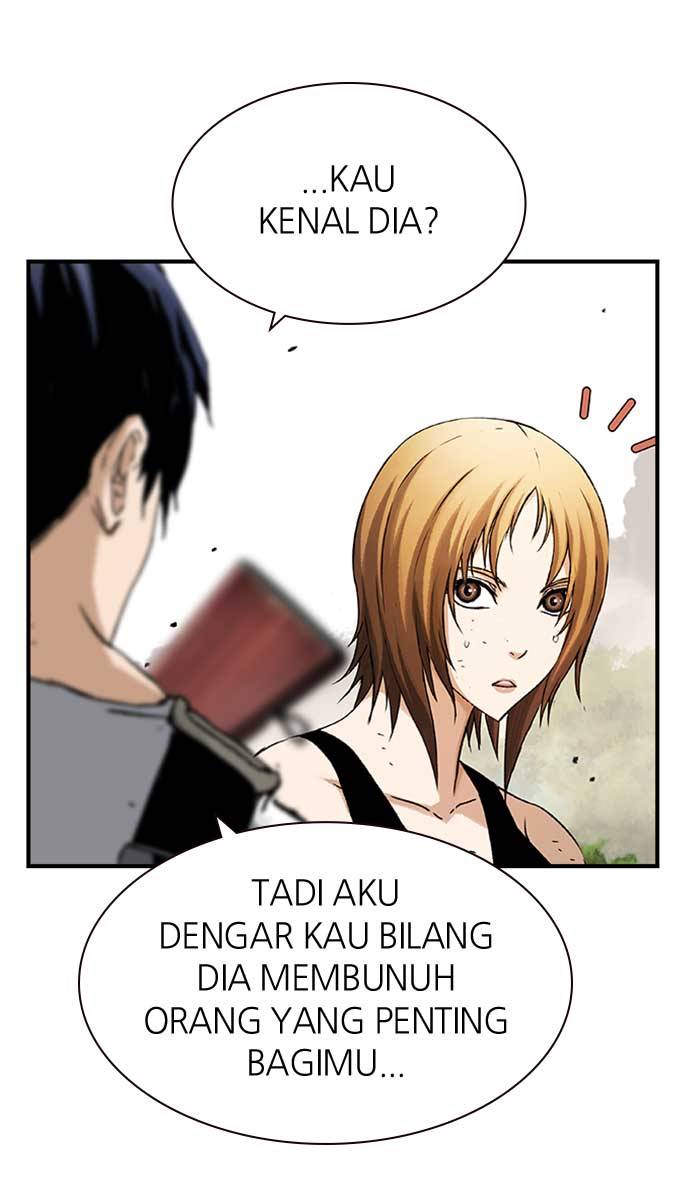 ...KAU
KENAL DIA?
TADI AKU
DENGAR KAU BILANG
DIA MEMBUNUH
ORANG YANG PENTING
BAGIMU...